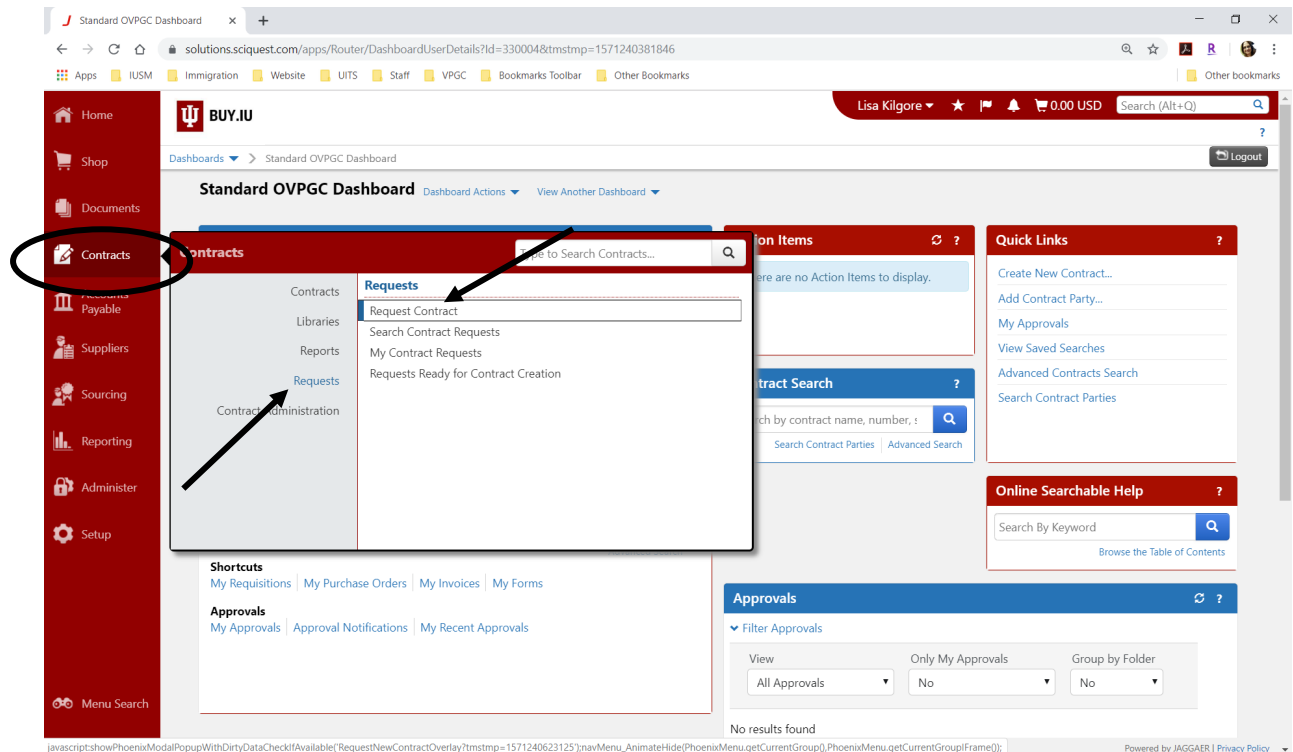 Standard OVPGC Dashboard
solutions.sciquest.com/apps/Router/DashboardUserDetails?Id=330004&tmstmp=1571240381846
Apps IUSM Immigration Website UITS Staff VPGC Bookmarks Toolbar Other Bookmarks Other bookmarks
Home
Shop
Documents
Contracts
Accounts Payable
Suppliers
Sourcing
Reporting
Administer
Setup
Menu Search
BUY.IU
Lisa Kilgore 0.00 USD Search (Alt+Q)
?
Dashboards > Standard OVPGC Dashboard Logout
Standard OVPGC Dashboard Dashboard Actions View Another Dashboard
Contracts
Type to Search Contracts...
Contracts
Libraries
Reports
Requests
Contract Administration
Requests
Request Contract
Search Contract Requests
My Contract Requests
Requests Ready for Contract Creation
Shortcuts
My Requisitions My Purchase Orders My Invoices My Forms
Approvals
My Approvals Approval Notifications My Recent Approvals
ion Items ?
ere are no Action Items to display.
tract Search ?
rch by contract name, number, s
Search Contract Parties Advanced Search
Quick Links ?
Create New Contract...
Add Contract Party...
My Approvals
View Saved Searches
Advanced Contracts Search
Search Contract Parties
Online Searchable Help ?
Search By Keyword
Browse the Table of Contents
Approvals ?
Filter Approvals
View Only My Approvals Group by Folder
All Approvals No No
No results found
javascript:showPhoenixModalPopupWithDirtyDataCheckIfAvailable('RequestNewContractOverlay?tmstmp=1571240623125');navMenu_AnimateHide(PhoenixMenu.getCurrentGroup(),PhoenixMenu.getCurrentGroupIFrame());
Powered by JAGGAER | Privacy Policy